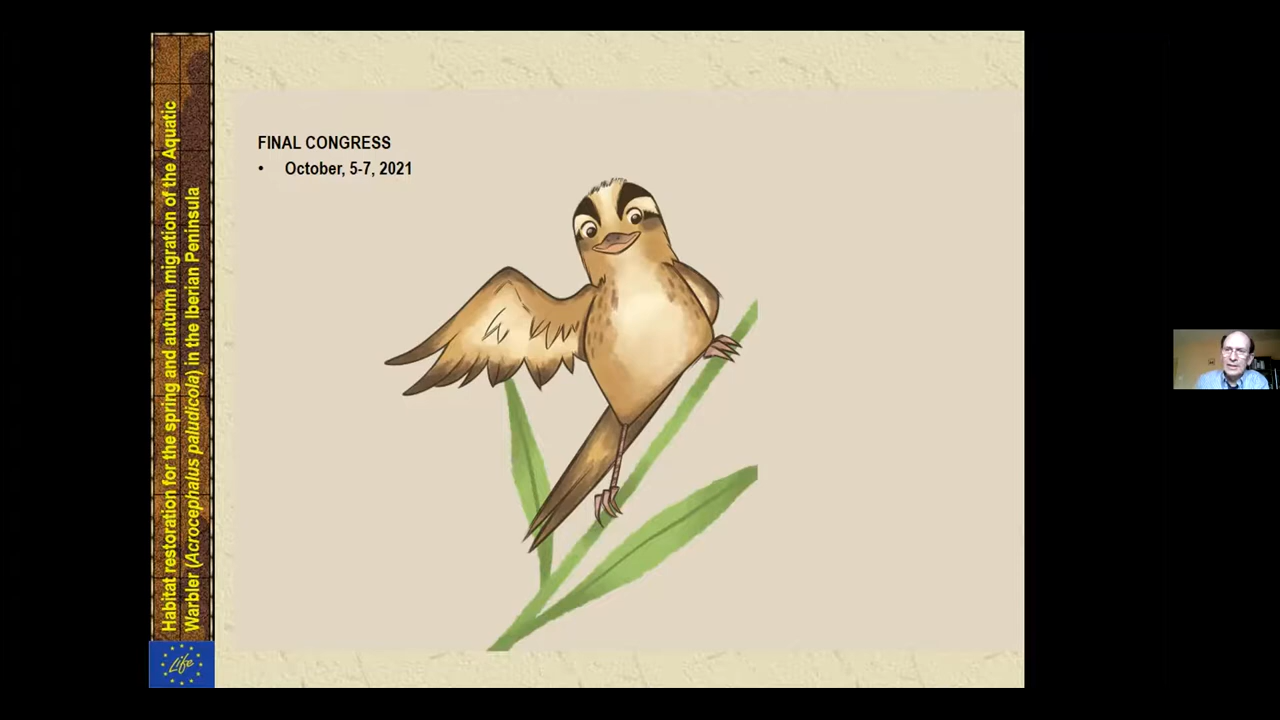 Habitat restoration for the spring and autumn migration of the Aquatic
Warbler (Acrocephalus paludicola) in the Iberian Peninsula
FINAL CONGRESS
• October, 5-7, 2021
Life